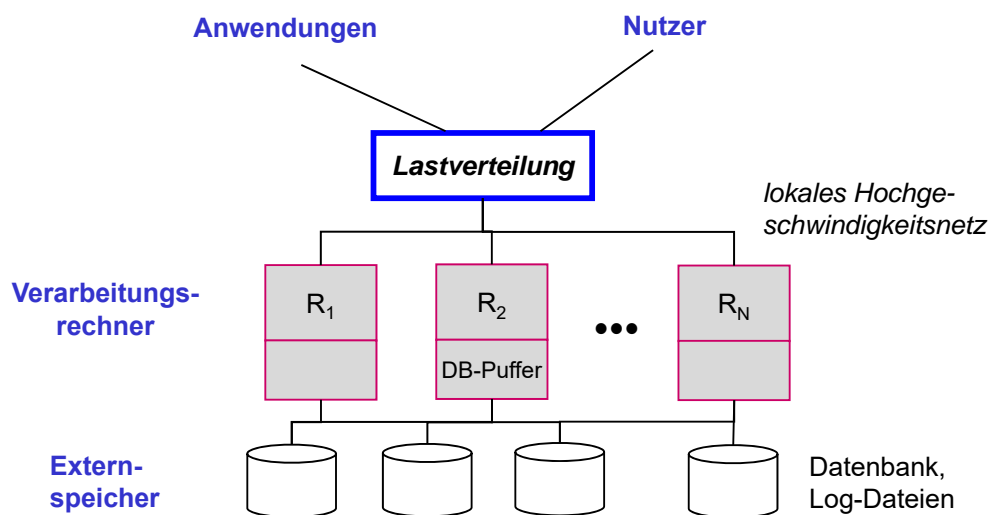 Anwendungen
Nutzer
Lastverteilung
lokales Hochge-
schwindigkeitsnetz
Verarbeitungs-
rechner
R1
R2
•••
RN
DB-Puffer
Extern-
speicher
Datenbank,
Log-Dateien